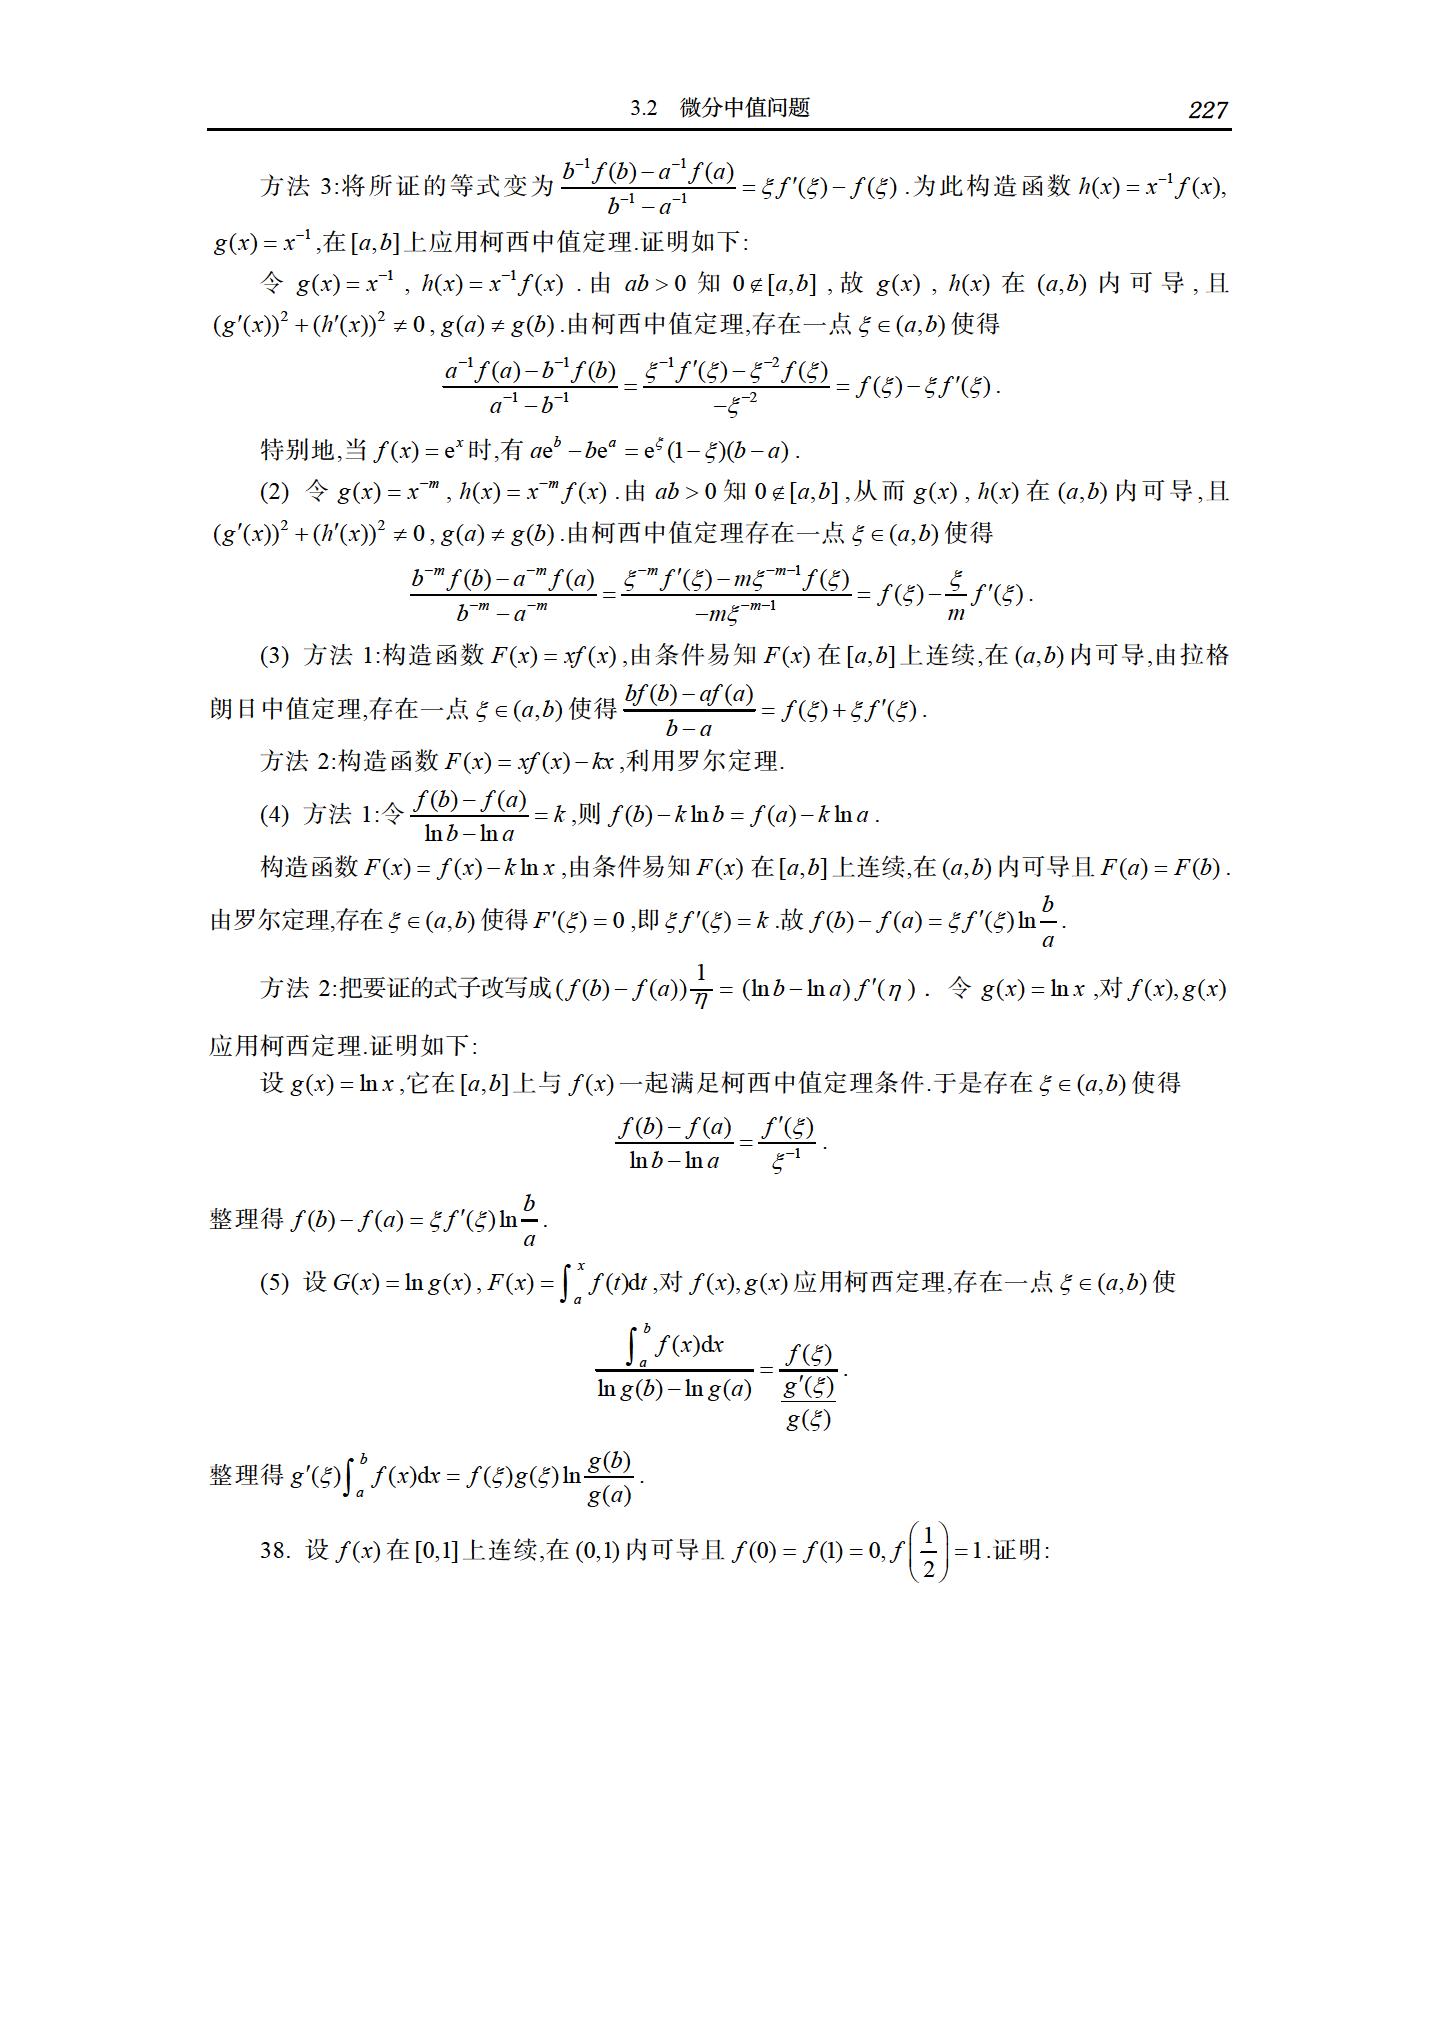 3.2 微分中值问题 227
方法 3:将所证的等式变为 $\frac{b^{-1}f(b)-a^{-1}f(a)}{b^{-1}-a^{-1}}=\xi f'(\xi)-f(\xi)$ .为此构造函数 $h(x)=x^{-1}f(x)$,
$g(x)=x^{-1}$ ,在 $[a,b]$ 上应用柯西中值定理.证明如下:
令 $g(x)=x^{-1}$ , $h(x)=x^{-1}f(x)$ .由 $ab>0$ 知 $0\notin[a,b]$ ,故 $g(x)$ , $h(x)$ 在 $(a,b)$ 内可导,且
$(g'(x))^2+(h'(x))^2\neq 0$ , $g(a)\neq g(b)$ .由柯西中值定理,存在一点 $\xi\in(a,b)$ 使得
$\frac{a^{-1}f(a)-b^{-1}f(b)}{a^{-1}-b^{-1}}=\frac{\xi^{-1}f'(\xi)-\xi^{-2}f(\xi)}{-\xi^{-2}}=f(\xi)-\xi f'(\xi)$ .
特别地,当 $f(x)=\mathrm{e}^x$ 时,有 $a\mathrm{e}^b-b\mathrm{e}^a=\mathrm{e}^\xi(1-\xi)(b-a)$ .
(2) 令 $g(x)=x^{-m}$ , $h(x)=x^{-m}f(x)$ .由 $ab>0$ 知 $0\notin[a,b]$ ,从而 $g(x)$ , $h(x)$ 在 $(a,b)$ 内可导,且
$(g'(x))^2+(h'(x))^2\neq 0$ , $g(a)\neq g(b)$ .由柯西中值定理存在一点 $\xi\in(a,b)$ 使得
$\frac{b^{-m}f(b)-a^{-m}f(a)}{b^{-m}-a^{-m}}=\frac{\xi^{-m}f'(\xi)-m\xi^{-m-1}f(\xi)}{-m\xi^{-m-1}}=f(\xi)-\frac{\xi}{m}f'(\xi)$ .
(3) 方法 1:构造函数 $F(x)=xf(x)$ ,由条件易知 $F(x)$ 在 $[a,b]$ 上连续,在 $(a,b)$ 内可导,由拉格
朗日中值定理,存在一点 $\xi\in(a,b)$ 使得 $\frac{bf(b)-af(a)}{b-a}=f(\xi)+\xi f'(\xi)$ .
方法 2:构造函数 $F(x)=xf(x)-kx$ ,利用罗尔定理.
(4) 方法 1:令 $\frac{f(b)-f(a)}{\ln b-\ln a}=k$ ,则 $f(b)-k\ln b=f(a)-k\ln a$ .
构造函数 $F(x)=f(x)-k\ln x$ ,由条件易知 $F(x)$ 在 $[a,b]$ 上连续,在 $(a,b)$ 内可导且 $F(a)=F(b)$ .
由罗尔定理,存在 $\xi\in(a,b)$ 使得 $F'(\xi)=0$ ,即 $\xi f'(\xi)=k$ .故 $f(b)-f(a)=\xi f'(\xi)\ln\frac{b}{a}$ .
方法 2:把要证的式子改写成 $(f(b)-f(a))\frac{1}{\eta}=(\ln b-\ln a)f'(\eta)$ . 令 $g(x)=\ln x$ ,对 $f(x),g(x)$
应用柯西定理.证明如下:
设 $g(x)=\ln x$ ,它在 $[a,b]$ 上与 $f(x)$ 一起满足柯西中值定理条件.于是存在 $\xi\in(a,b)$ 使得
$\frac{f(b)-f(a)}{\ln b-\ln a}=\frac{f'(\xi)}{\xi^{-1}}$ .
整理得 $f(b)-f(a)=\xi f'(\xi)\ln\frac{b}{a}$ .
(5) 设 $G(x)=\ln g(x)$ , $F(x)=\int_a^x f(t)\mathrm{d}t$ ,对 $f(x),g(x)$ 应用柯西定理,存在一点 $\xi\in(a,b)$ 使
$\frac{\int_a^b f(x)\mathrm{d}x}{\ln g(b)-\ln g(a)}=\frac{f(\xi)}{\frac{g'(\xi)}{g(\xi)}}$ .
整理得 $g'(\xi)\int_a^b f(x)\mathrm{d}x=f(\xi)g(\xi)\ln\frac{g(b)}{g(a)}$ .
38. 设 $f(x)$ 在 $[0,1]$ 上连续,在 $(0,1)$ 内可导且 $f(0)=f(1)=0,f\left(\frac{1}{2}\right)=1$ .证明: